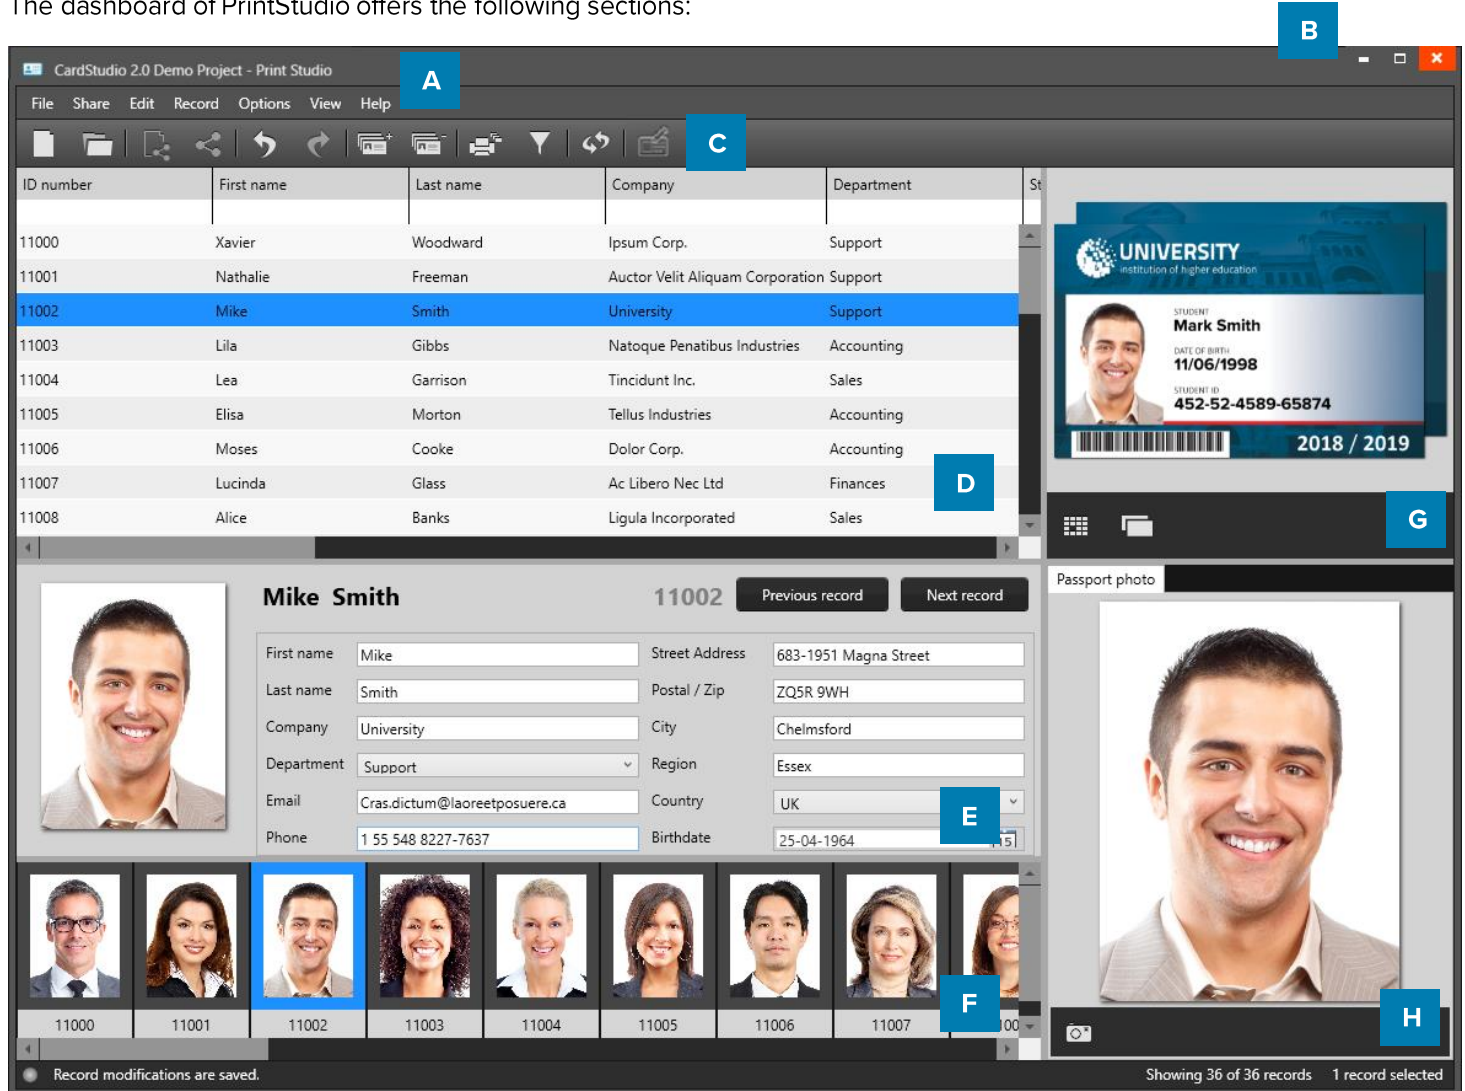 The dashboard of PrintStudio offers the following sections:
B
CardStudio 2.0 Demo Project - Print Studio
A
File Share Edit Record Options View Help
C
ID number First name Last name Company Department St
11000 Xavier Woodward Ipsum Corp. Support
11001 Nathalie Freeman Auctor Velit Aliquam Corporation Support
11002 Mike Smith University Support
11003 Lila Gibbs Natoque Penatibus Industries Accounting
11004 Lea Garrison Tincidunt Inc. Sales
11005 Elisa Morton Tellus Industries Accounting
11006 Moses Cooke Dolor Corp. Accounting
11007 Lucinda Glass Ac Libero Nec Ltd Finances
11008 Alice Banks Ligula Incorporated Sales
D
UNIVERSITY
institution of higher education
STUDENT
Mark Smith
DATE OF BIRTH
11/06/1998
STUDENT ID
452-52-4589-65874
2018 / 2019
G
Mike Smith 11002 Previous record Next record
First name Mike Street Address 683-1951 Magna Street
Last name Smith Postal / Zip ZQ5R 9WH
Company University City Chelmsford
Department Support Region Essex
Email Cras.dictum@laoreetposuere.ca Country UK
Phone 1 55 548 8227-7637 Birthdate 25-04-1964 15
E
Passport photo
11000 11001 11002 11003 11004 11005 11006 11007 100
F
H
Record modifications are saved. Showing 36 of 36 records 1 record selected